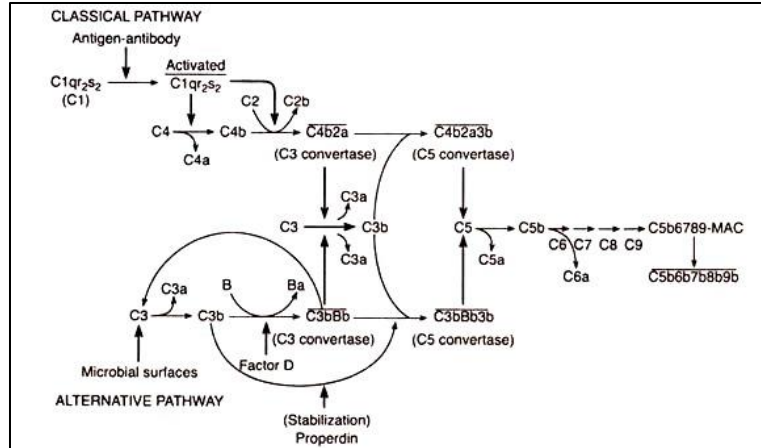 CLASSICAL PATHWAY
Antigen-antibody
Activated
C1qr₂s₂ C1qr₂s₂
(C1)
C2 C2b
C4 C4b C4b2a C4b2a3b
(C3 convertase) (C5 convertase)
C4a
C3a
C3 C3b C5 C5b C6 C7 C8 C9 C5b6789-MAC
C3a C5a
C6a C5b6b7b8b9b
C3a B Ba
C3 C3b C3bBb C3bBb3b
(C3 convertase) (C5 convertase)
Factor D
Microbial surfaces
ALTERNATIVE PATHWAY
(Stabilization)
Properdin